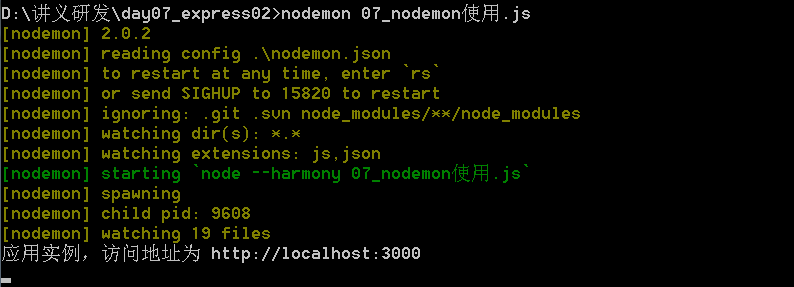 D:\讲义研发\day07_express02>nodemon 07_nodemon使用.js
[nodemon] 2.0.2
[nodemon] reading config .\nodemon.json
[nodemon] to restart at any time, enter `rs`
[nodemon] or send SIGHUP to 15820 to restart
[nodemon] ignoring: .git .svn node_modules/**/node_modules
[nodemon] watching dir(s): *.*
[nodemon] watching extensions: js,json
[nodemon] starting `node --harmony 07_nodemon使用.js`
[nodemon] spawning
[nodemon] child pid: 9608
[nodemon] watching 19 files
应用实例，访问地址为 http://localhost:3000